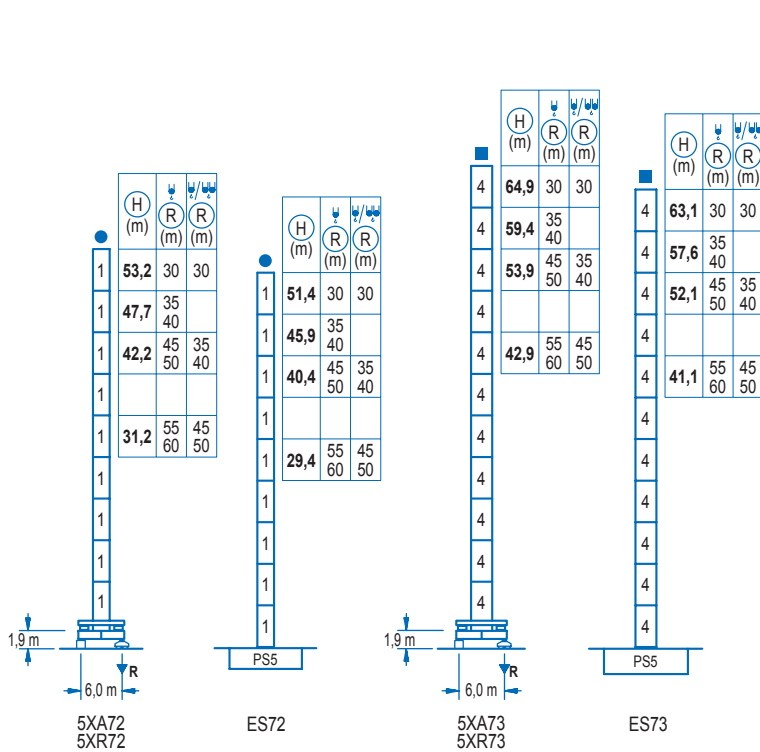 H R R
(m) (m) (m)
53,2 30 30
47,7 35
40
42,2 45 35
50 40
31,2 55 45
60 50
1
1
1
1
1
1
1
1
1
1,9 m
R
6,0 m
5XA72
5XR72
H R R
(m) (m) (m)
51,4 30 30
45,9 35
40
40,4 45 35
50 40
29,4 55 45
60 50
1
1
1
1
1
1
1
1
1
PS5
ES72
H R R
(m) (m) (m)
64,9 30 30
59,4 35
40
53,9 45 35
50 40
42,9 55 45
60 50
4
4
4
4
4
4
4
4
4
4
4
1,9 m
R
6,0 m
5XA73
5XR73
H R R
(m) (m) (m)
63,1 30 30
57,6 35
40
52,1 45 35
50 40
41,1 55 45
60 50
4
4
4
4
4
4
4
4
4
4
4
PS5
ES73